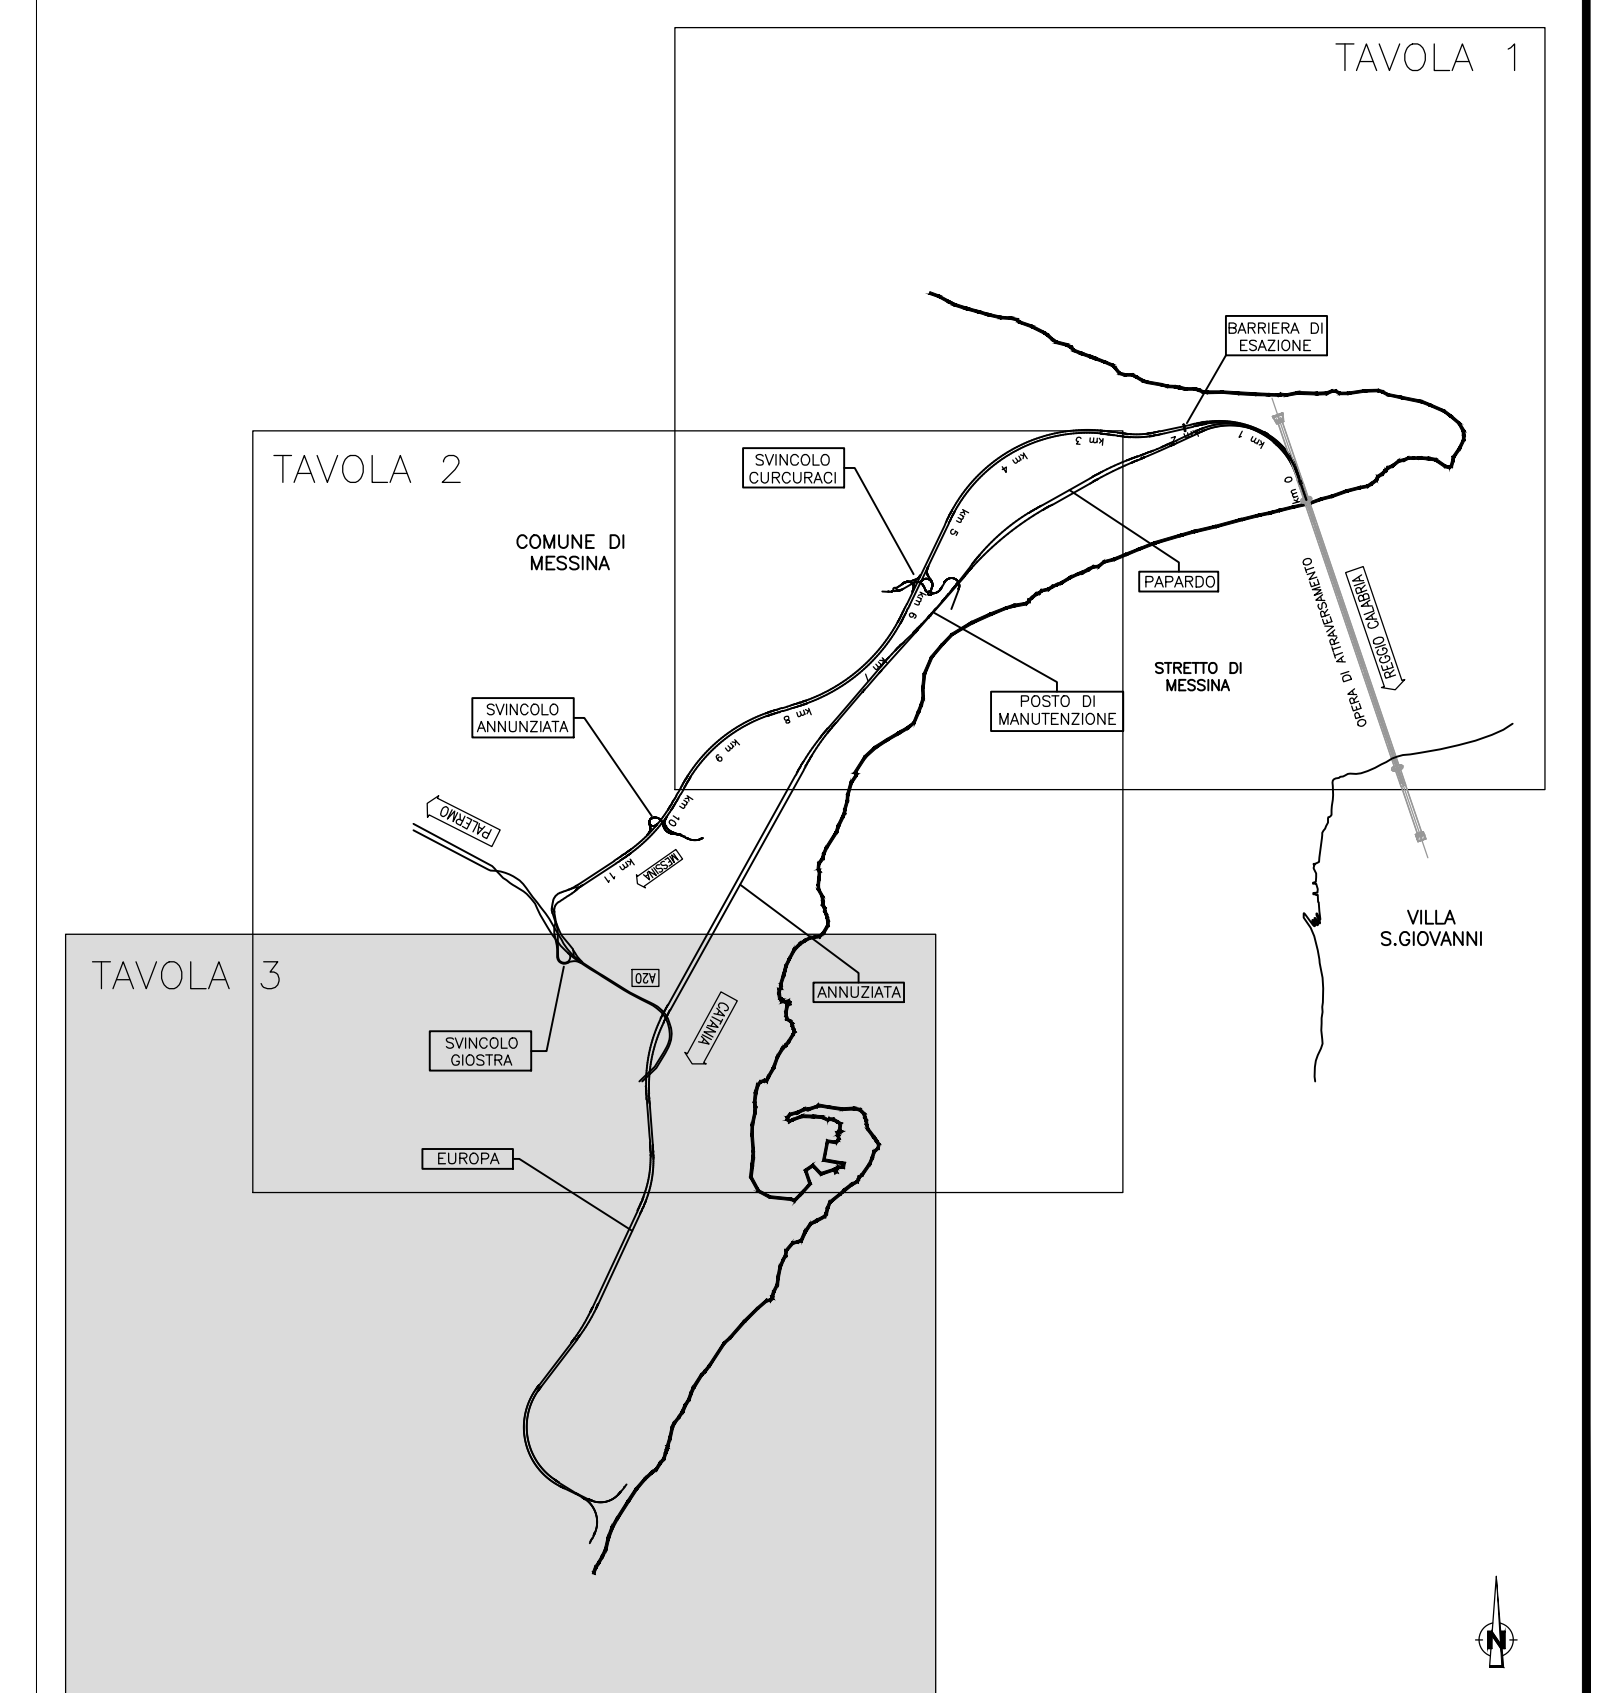 TAVOLA 1
BARRIERA DI
ESAZIONE
TAVOLA 2
SVINCOLO
CURCURACI
km 0
km 1
km 2
km 3
km 4
km 5
km 6
km 7
km 8
km 9
km 10
km 11
COMUNE DI
MESSINA
PAPARDO
OPERA DI ATTRAVERSAMENTO
REGGIO CALABRIA
STRETTO DI
MESSINA
POSTO DI
MANUTENZIONE
SVINCOLO
ANNUNZIATA
PALERMO
MESSINA
VILLA
S.GIOVANNI
TAVOLA 3
A20
ANNUZIATA
CATANIA
SVINCOLO
GIOSTRA
EUROPA
N